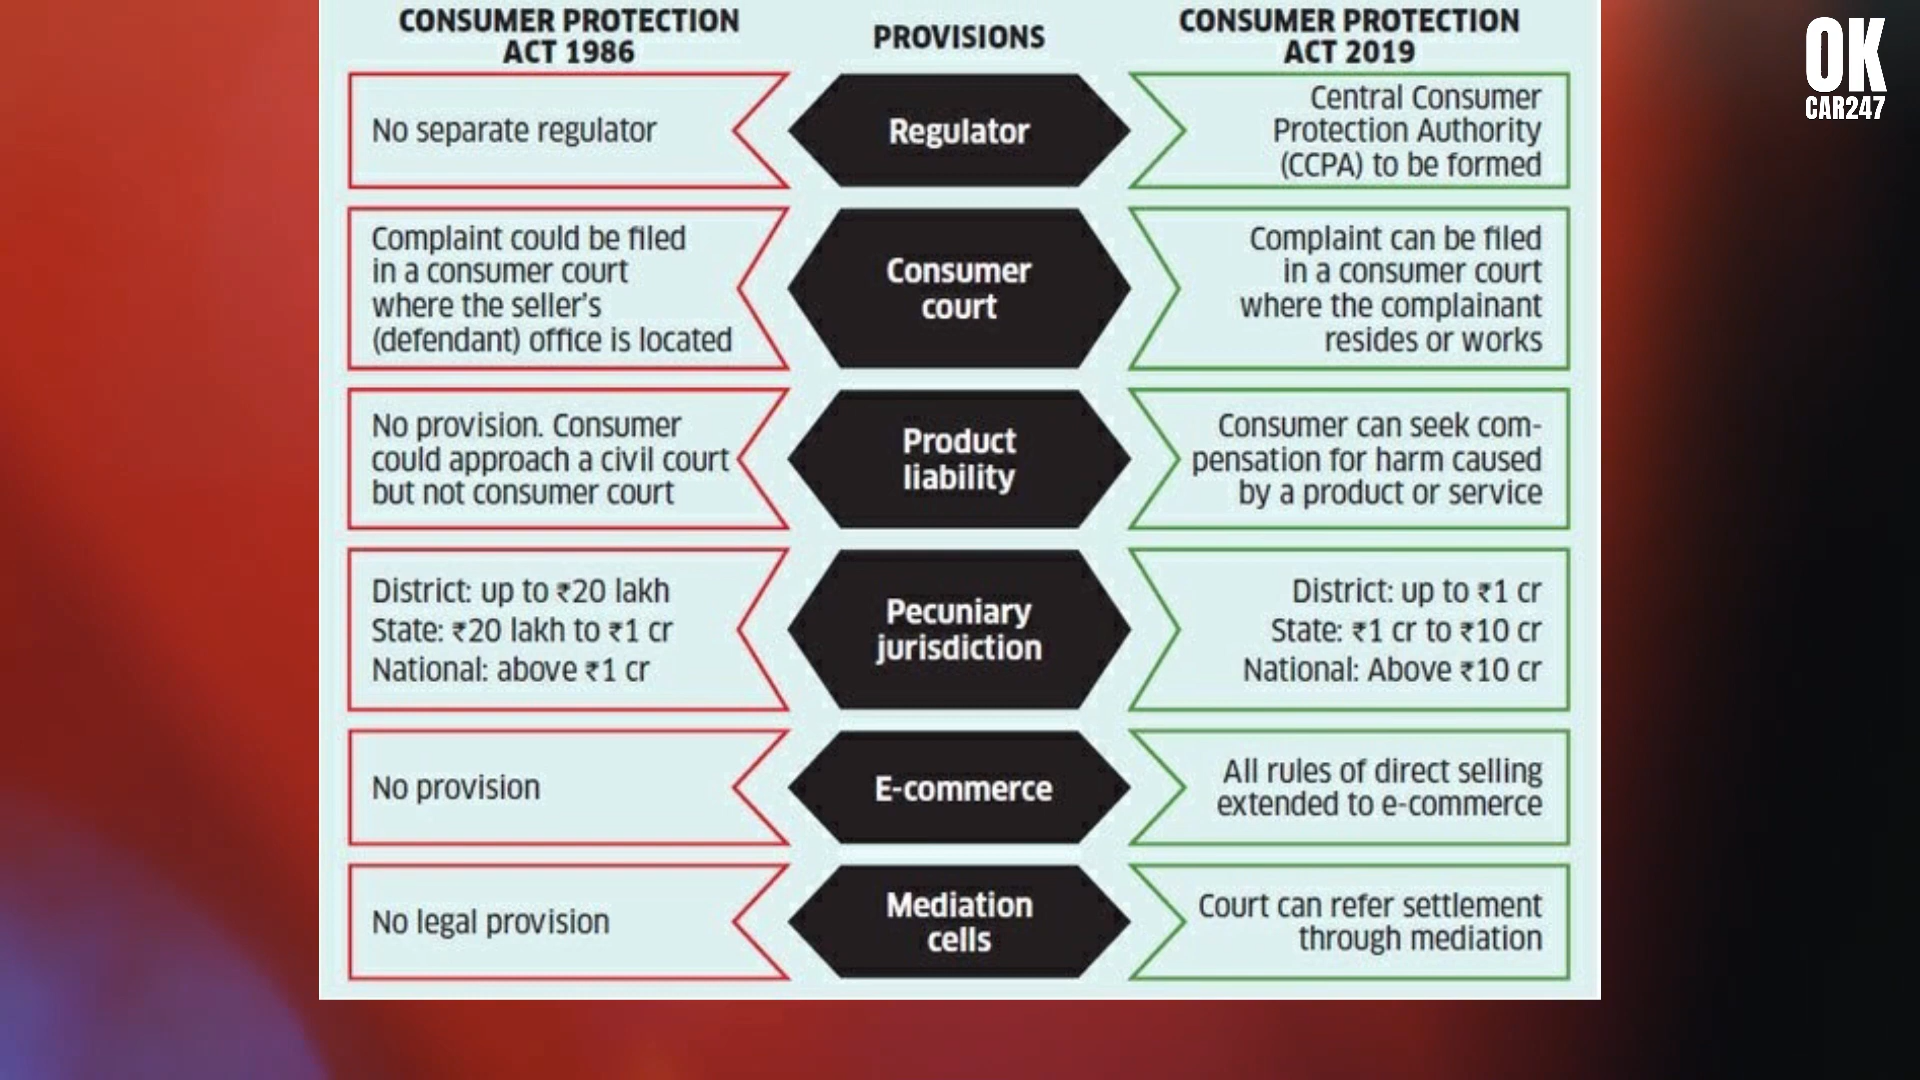 CONSUMER PROTECTION
ACT 1986
PROVISIONS
CONSUMER PROTECTION
ACT 2019
OK
CAR247
No separate regulator
Regulator
Central Consumer
Protection Authority
(CCPA) to be formed
Complaint could be filed
in a consumer court
where the seller's
(defendant) office is located
Consumer
court
Complaint can be filed
in a consumer court
where the complainant
resides or works
No provision. Consumer
could approach a civil court
but not consumer court
Product
liability
Consumer can seek com-
pensation for harm caused
by a product or service
District: up to ₹20 lakh
State: ₹20 lakh to ₹1 cr
National: above ₹1 cr
Pecuniary
jurisdiction
District: up to ₹1 cr
State: ₹1 cr to ₹10 cr
National: Above ₹10 cr
No provision
E-commerce
All rules of direct selling
extended to e-commerce
No legal provision
Mediation
cells
Court can refer settlement
through mediation